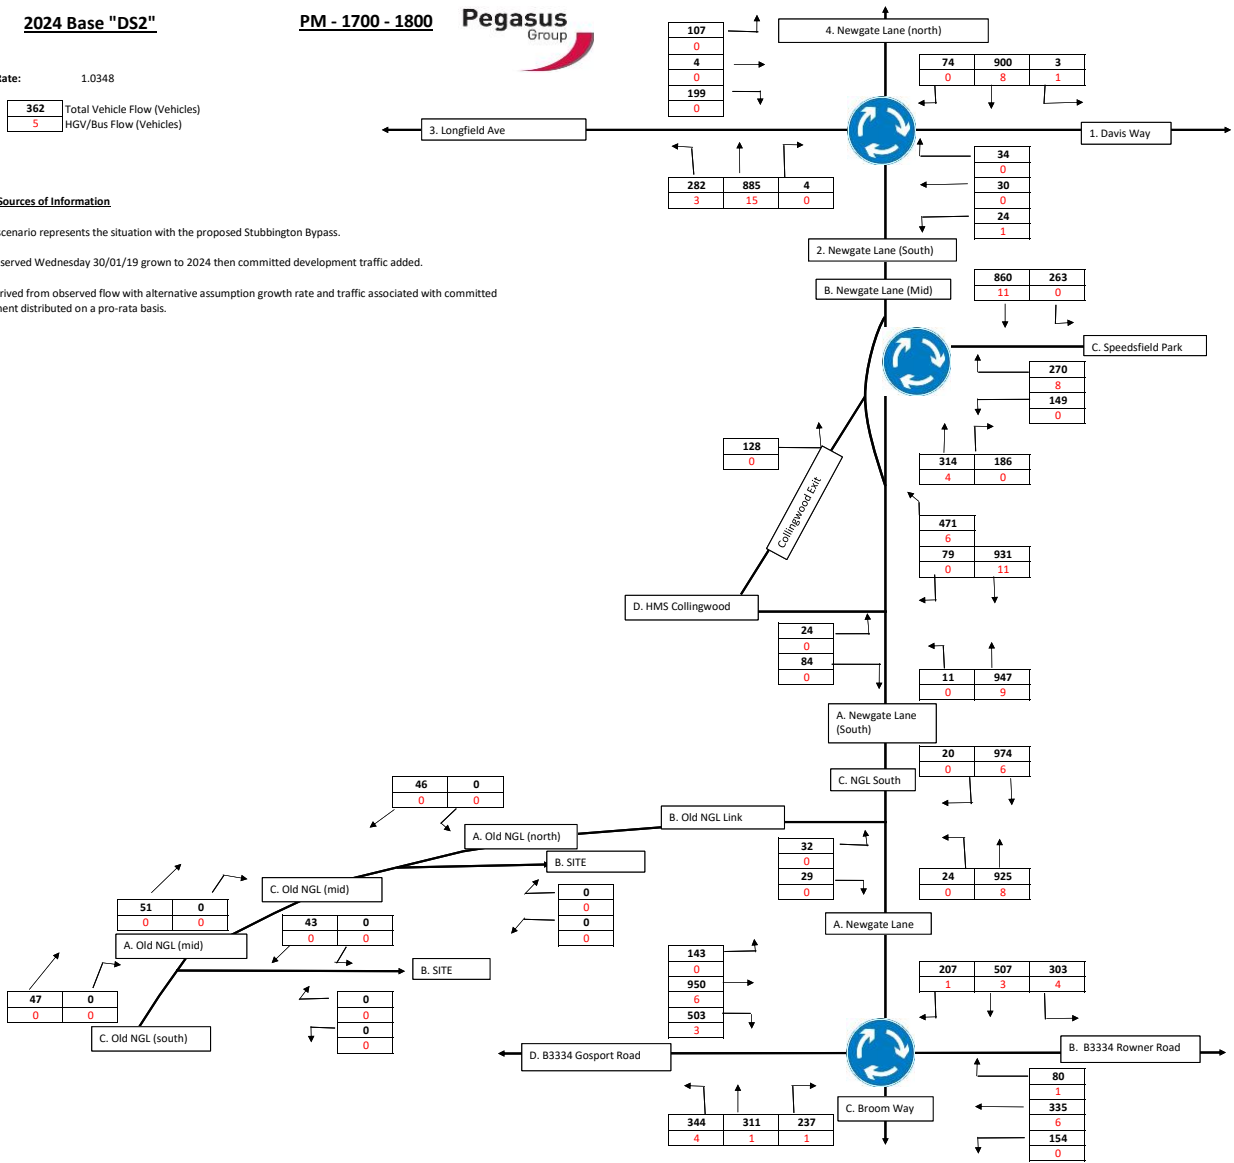 2024 Base "DS2"
PM - 1700 - 1800
Pegasus
Group
Rate: 1.0348
362 Total Vehicle Flow (Vehicles)
5 HGV/Bus Flow (Vehicles)
Sources of Information
scenario represents the situation with the proposed Stubbington Bypass.
served Wednesday 30/01/19 grown to 2024 then committed development traffic added.
rived from observed flow with alternative assumption growth rate and traffic associated with committed
ment distributed on a pro-rata basis.
107
0
4
0
199
0
4. Newgate Lane (north)
74 900 3
0 8 1
3. Longfield Ave
1. Davis Way
282 885 4
3 15 0
34
0
30
0
24
1
2. Newgate Lane (South)
B. Newgate Lane (Mid)
860 263
11 0
C. Speedsfield Park
270
8
149
0
128
0
314 186
4 0
Collingwood Exit
471
6
79 931
0 11
D. HMS Collingwood
24
0
84
0
11 947
0 9
A. Newgate Lane
(South)
20 974
0 6
C. NGL South
46 0
0 0
B. Old NGL Link
A. Old NGL (north)
32
0
29
0
24 925
0 8
B. SITE
C. Old NGL (mid)
0
0
0
0
51 0
0 0
43 0
0 0
A. Newgate Lane
A. Old NGL (mid)
B. SITE
143
0
950
6
503
3
207 507 303
1 3 4
47 0
0 0
0
0
0
0
C. Old NGL (south)
D. B3334 Gosport Road
B. B3334 Rowner Road
80
1
335
6
154
0
C. Broom Way
344 311 237
4 1 1